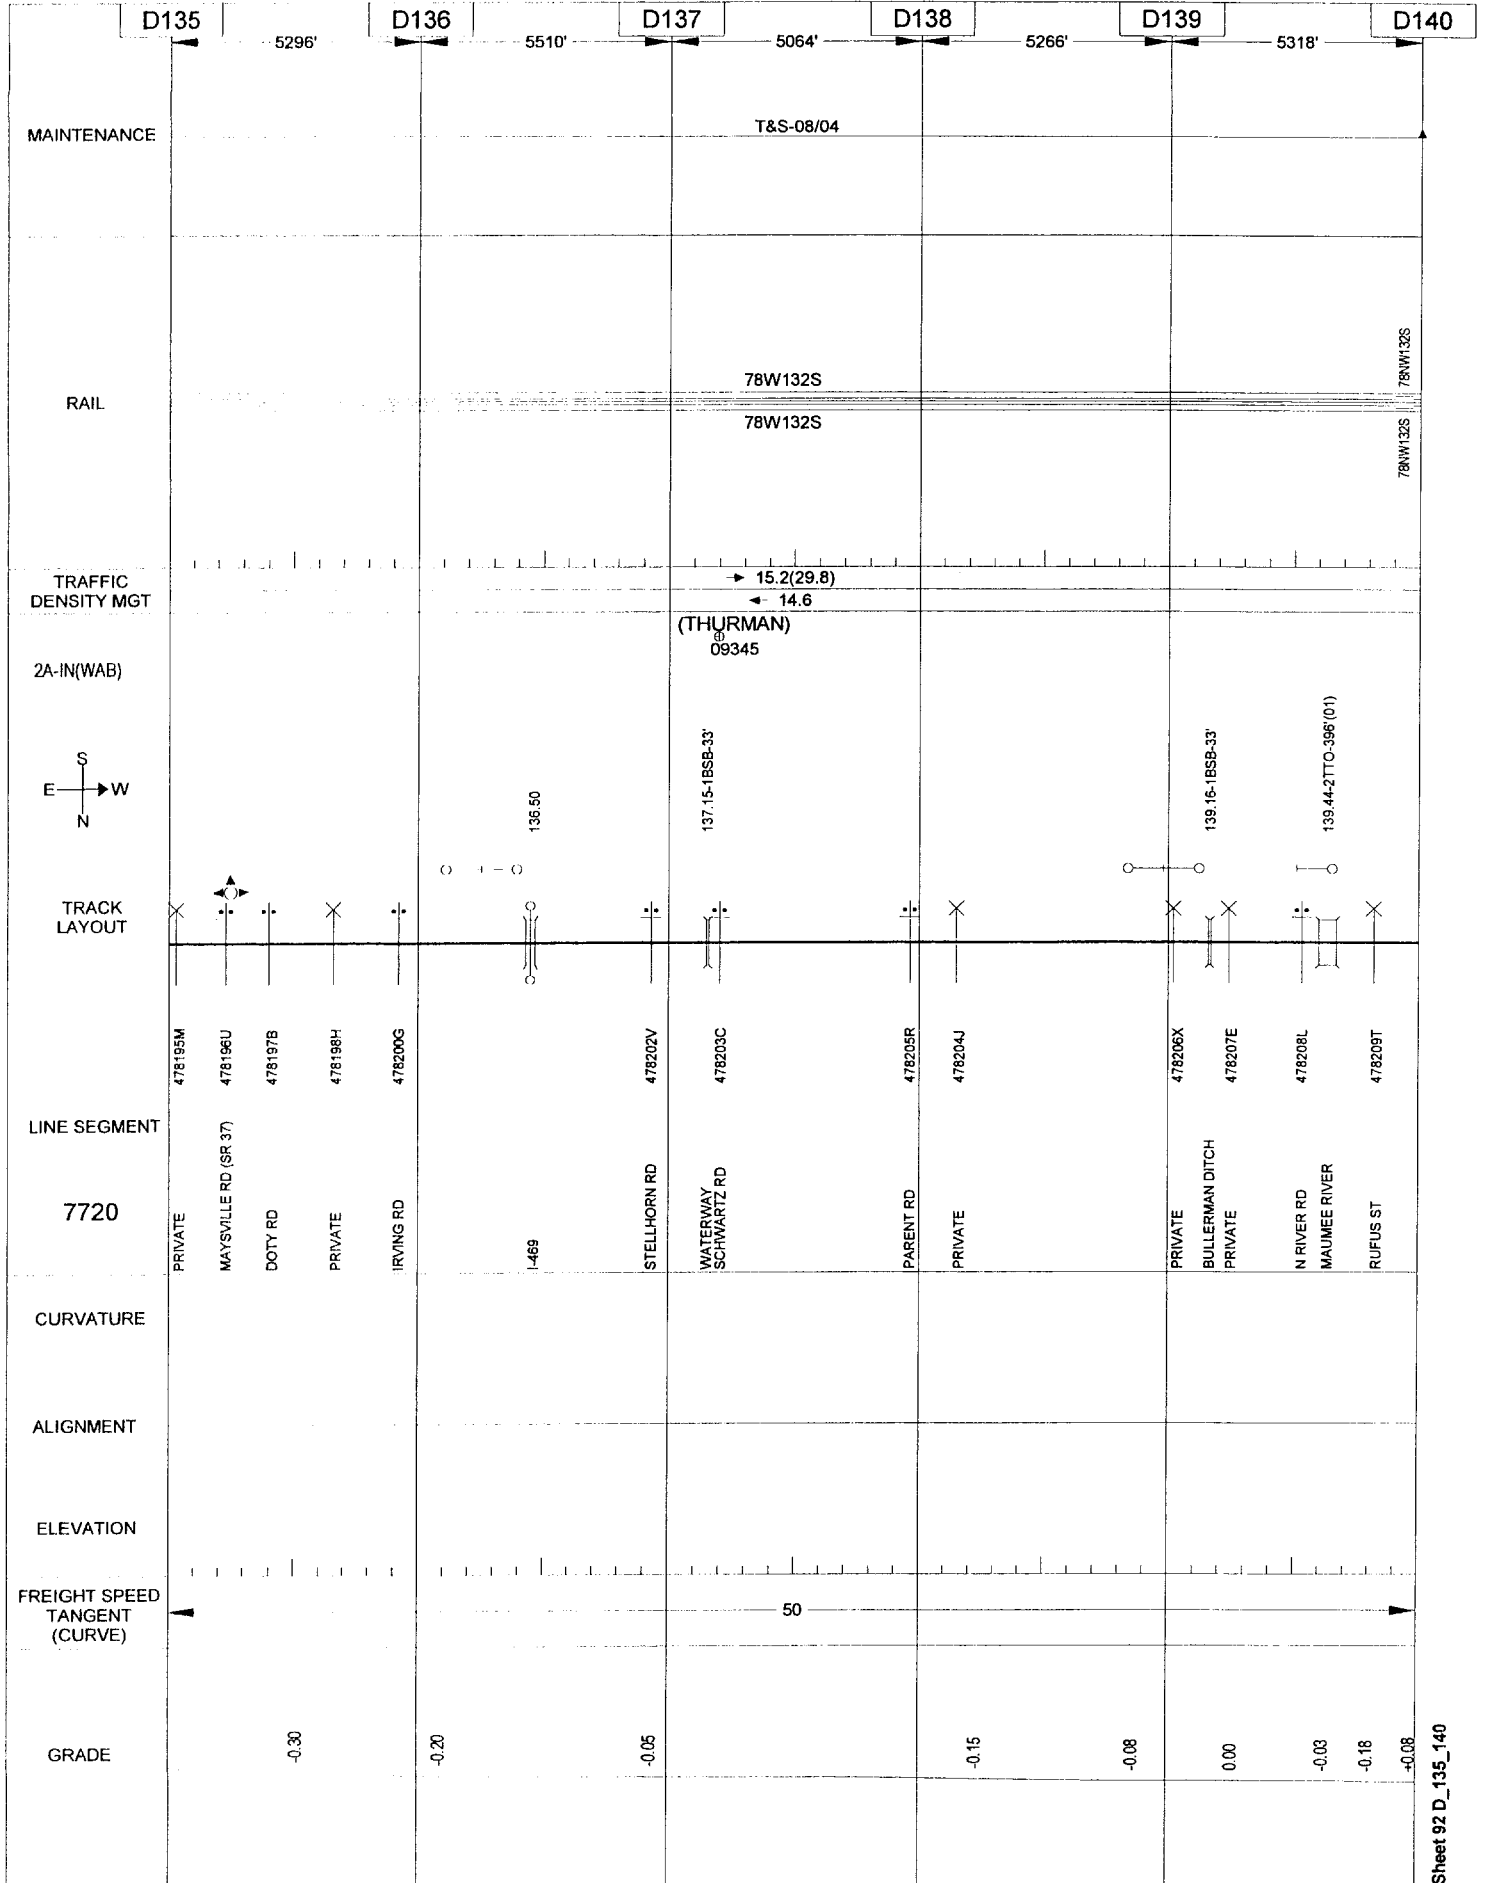 D135 D136 D137 D138 D139 D140
5296' 5510' 5064' 5266' 5318'
MAINTENANCE
T&S-08/04
RAIL
78W132S
78W132S
78NW132S
78NW132S
TRAFFIC
DENSITY MGT
15.2(29.8)
14.6
(THURMAN)
09345
2A-IN(WAB)
S
E W
N
136.50
137.15-1BSB-33'
139.16-1BSB-33'
139.44-2TTO-396'(01)
TRACK
LAYOUT
478195M
478196U
478197B
478198H
478200G
478202V
478203C
478205R
478204J
478206X
478207E
478208L
478209T
LINE SEGMENT
7720
PRIVATE
MAYSVILLE RD (SR 37)
DOTY RD
PRIVATE
IRVING RD
I-469
STELLHORN RD
WATERWAY
SCHWARTZ RD
PARENT RD
PRIVATE
PRIVATE
BULLERMAN DITCH
PRIVATE
N RIVER RD
MAUMEE RIVER
RUFUS ST
CURVATURE
ALIGNMENT
ELEVATION
FREIGHT SPEED
TANGENT
(CURVE)
50
GRADE
-0.30
-0.20
-0.05
-0.15
-0.08
0.00
-0.03
-0.18
+0.08
Sheet 92 D_135_140